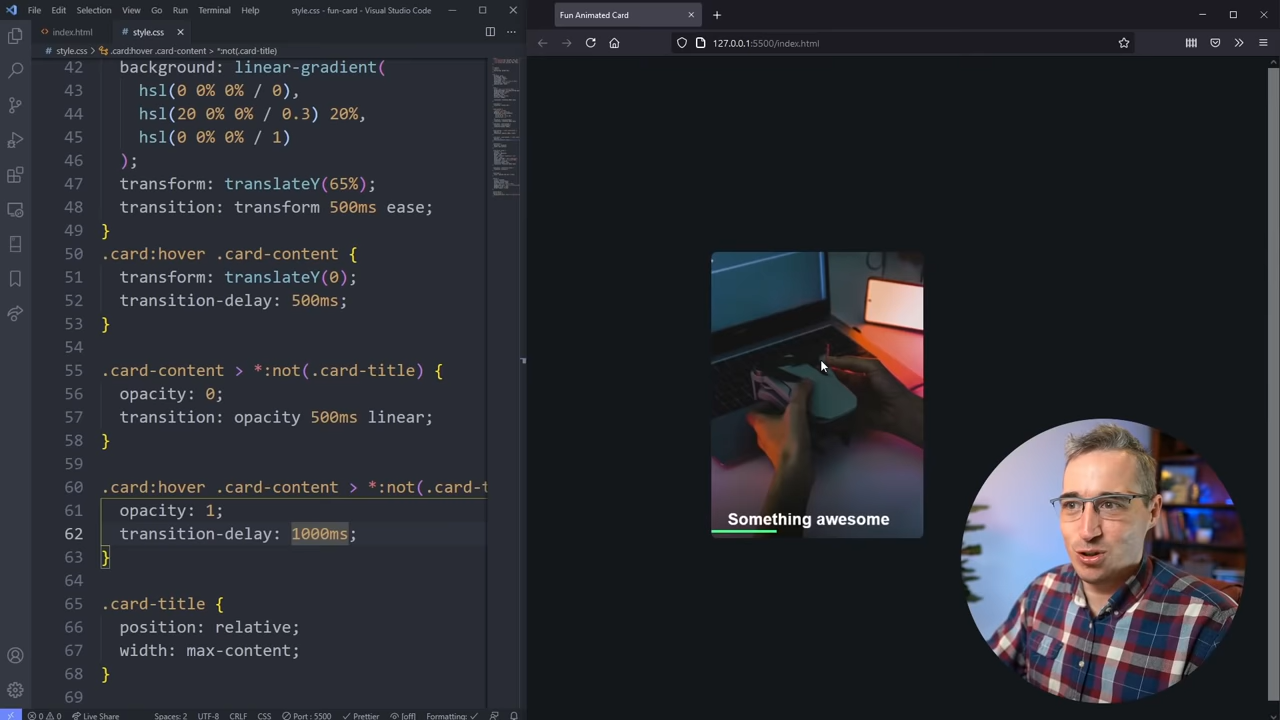 File Edit Selection View Go Run Terminal Help style.css - fun-card - Visual Studio Code
index.html style.css
style.css > .card:hover .card-content > *:not(.card-title)
42 background: linear-gradient(
43 hsl(0 0% 0% / 0),
44 hsl(20 0% 0% / 0.3) 20%,
45 hsl(0 0% 0% / 1)
46 );
47 transform: translateY(65%);
48 transition: transform 500ms ease;
49 }
50 .card:hover .card-content {
51 transform: translateY(0);
52 transition-delay: 500ms;
53 }
54
55 .card-content > *:not(.card-title) {
56 opacity: 0;
57 transition: opacity 500ms linear;
58 }
59
60 .card:hover .card-content > *:not(.card-t
61 opacity: 1;
62 transition-delay: 1000ms;
63 }
64
65 .card-title {
66 position: relative;
67 width: max-content;
68 }
69
0 0 Live Share Spaces: 2 UTF-8 CRLF CSS Port : 5500 Prettier [off] Formatting:
Fun Animated Card
127.0.0.1:5500/index.html
Something awesome